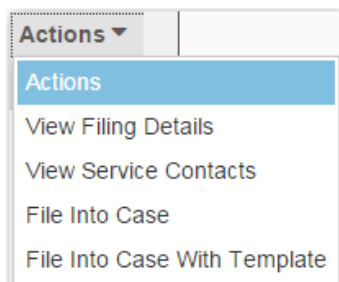 Actions
Actions
View Filing Details
View Service Contacts
File Into Case
File Into Case With Template